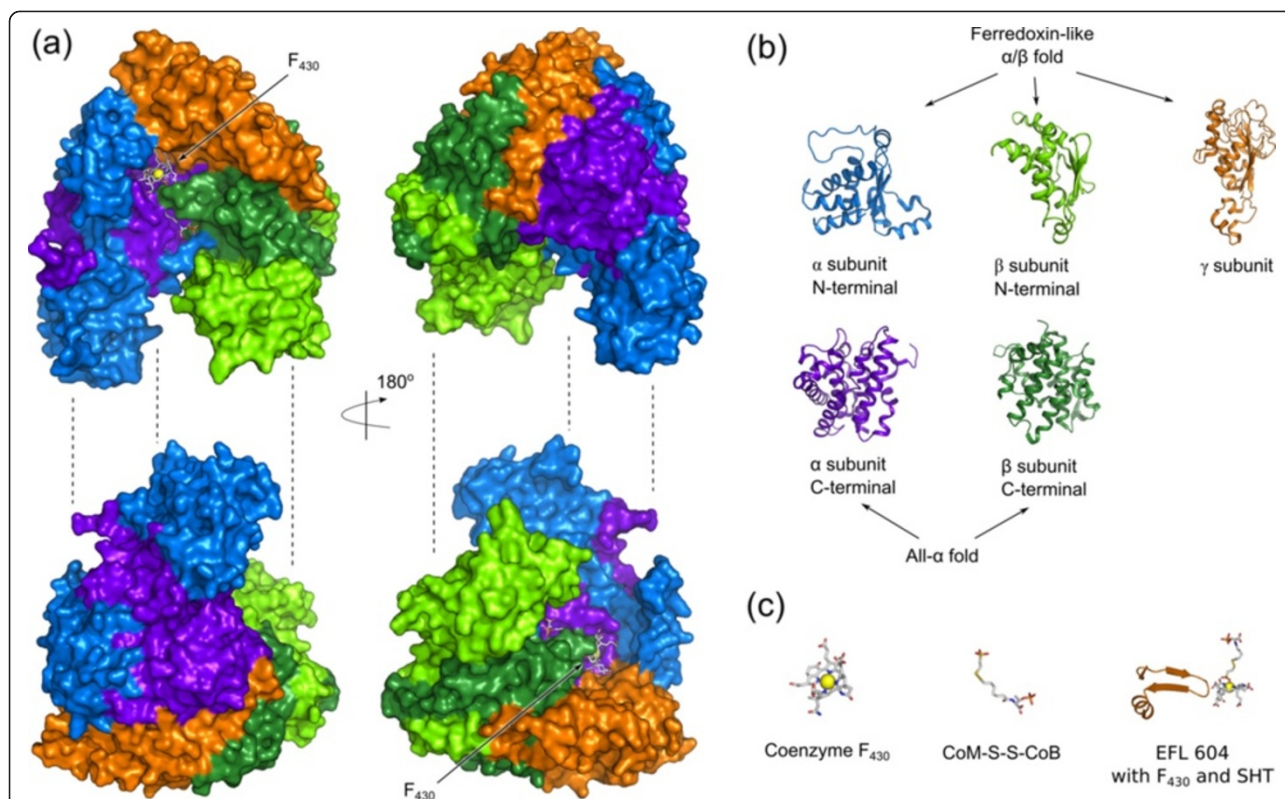 (a)
F430
180°
F430
(b)
Ferredoxin-like
α/β fold
α subunit
N-terminal
β subunit
N-terminal
γ subunit
α subunit
C-terminal
β subunit
C-terminal
All-α fold
(c)
Coenzyme F430
CoM-S-S-CoB
EFL 604
with F430 and SHT